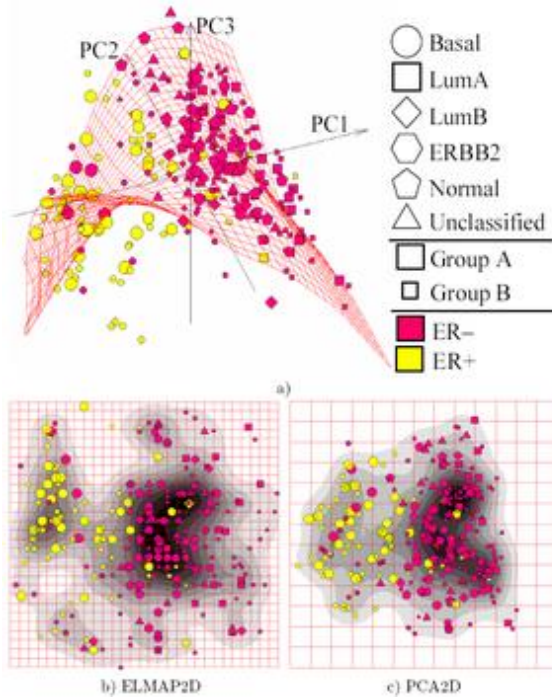 PC3
PC2
PC1
Basal
LumA
LumB
ERBB2
Normal
Unclassified
Group A
Group B
ER−
ER+
a)
b) ELMAP2D
c) PCA2D